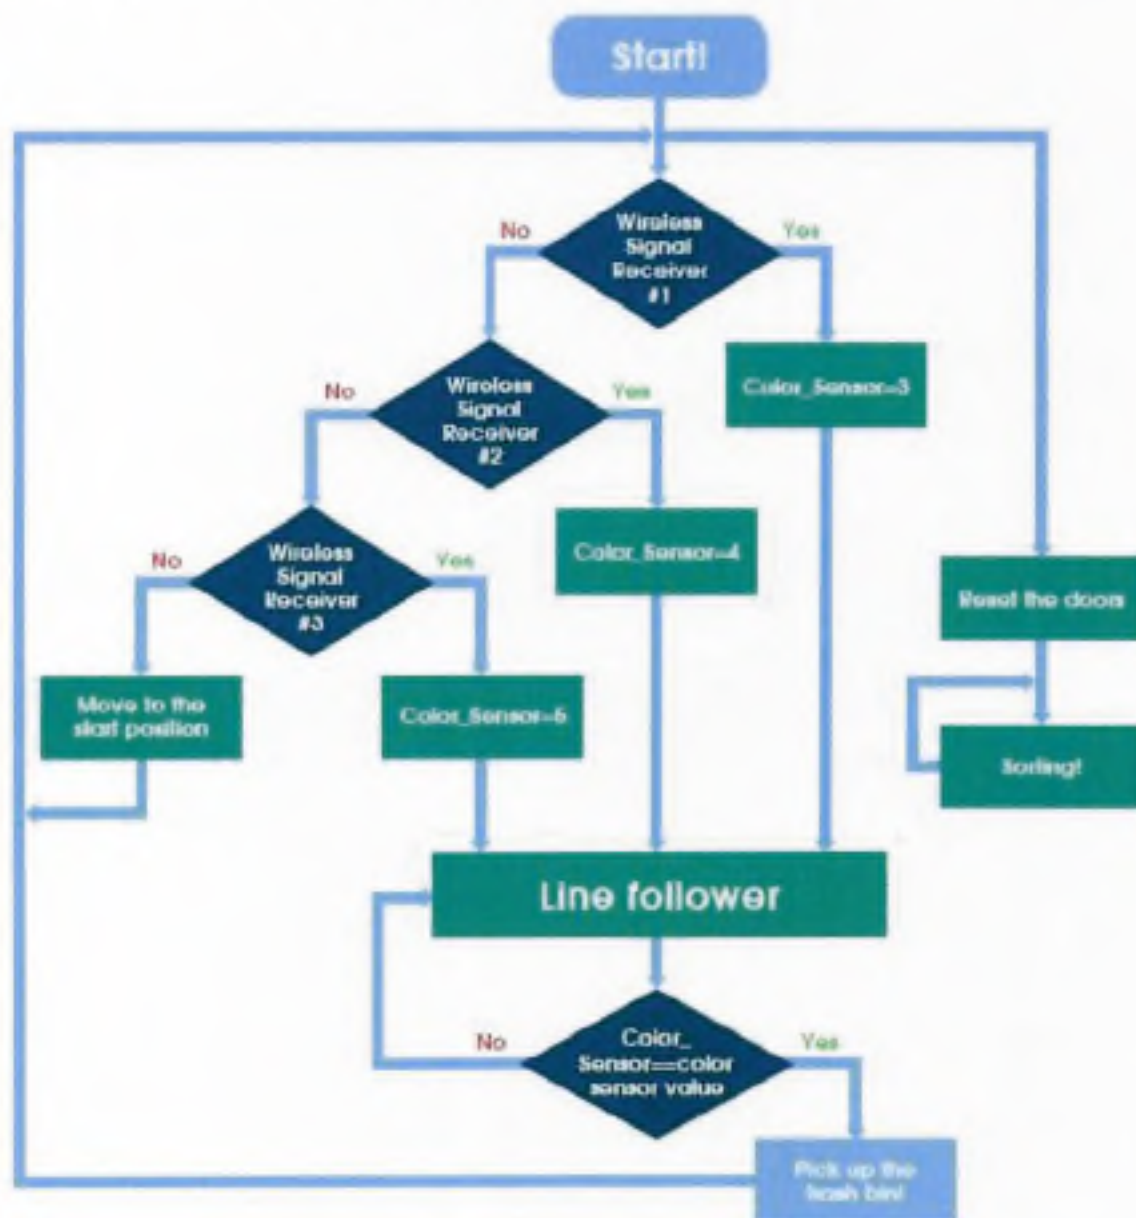 Start!
No
Wireless
Signal
Receiver
#1
Yes
No
Wireless
Signal
Receiver
#2
Yes
Color_Sensor=3
No
Wireless
Signal
Receiver
#3
Yes
Color_Sensor=4
Reset the doors
Move to the
start position
Color_Sensor=5
Sorting!
Line follower
No
Color_
Sensor==color
sensor value
Yes
Pick up the
trash bin!